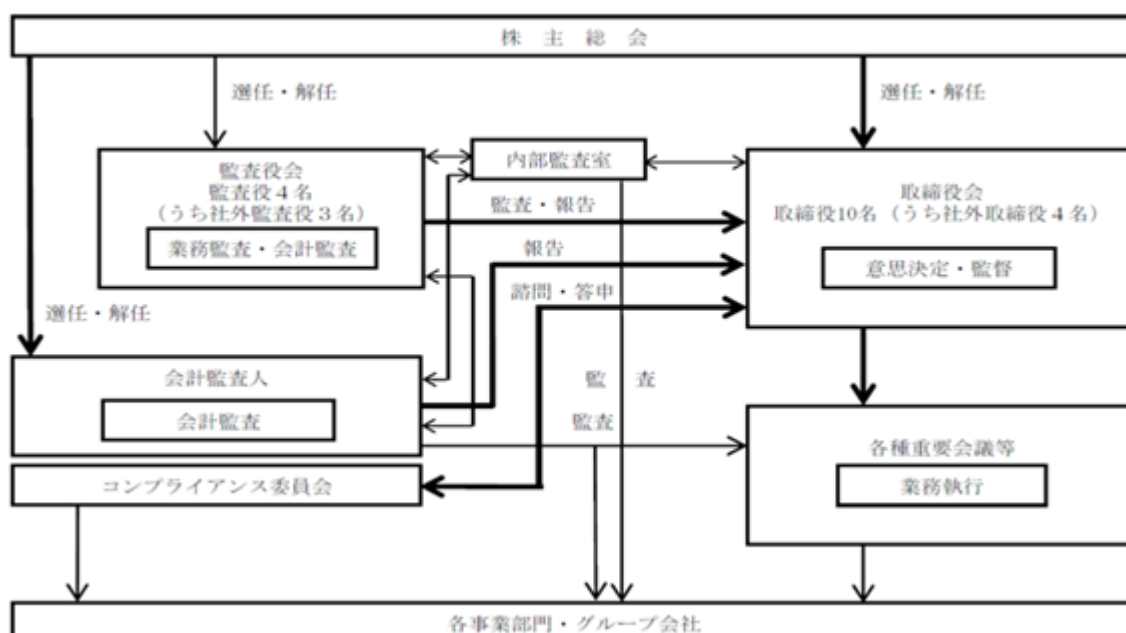 株 主 総 会
選任・解任
選任・解任
監査役会
監査役４名
（うち社外監査役３名）
業務監査・会計監査
内部監査室
取締役会
取締役10名（うち社外取締役４名）
意思決定・監督
監査・報告
報告
諮問・答申
選任・解任
会計監査人
会計監査
監　査
監査
各種重要会議等
業務執行
コンプライアンス委員会
各事業部門・グループ会社